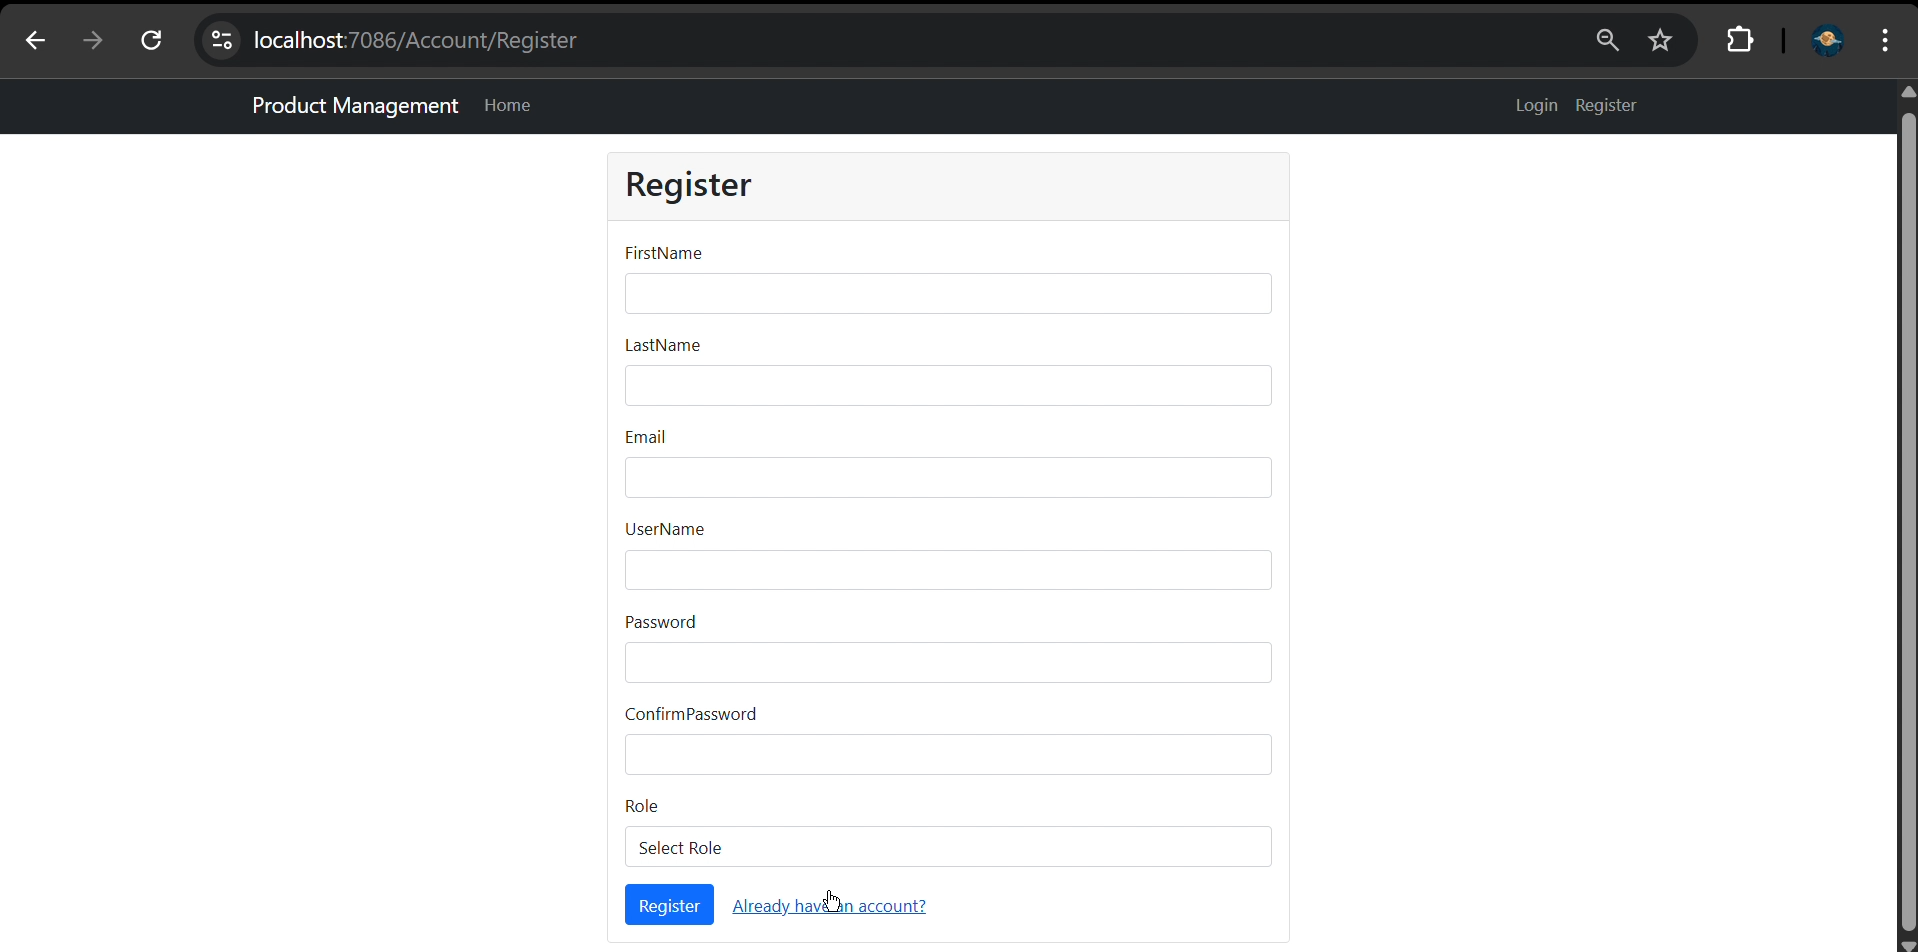 localhost:7086/Account/Register
Product Management Home Login Register
Register
FirstName
LastName
Email
UserName
Password
ConfirmPassword
Role
Select Role
Register Already have an account?